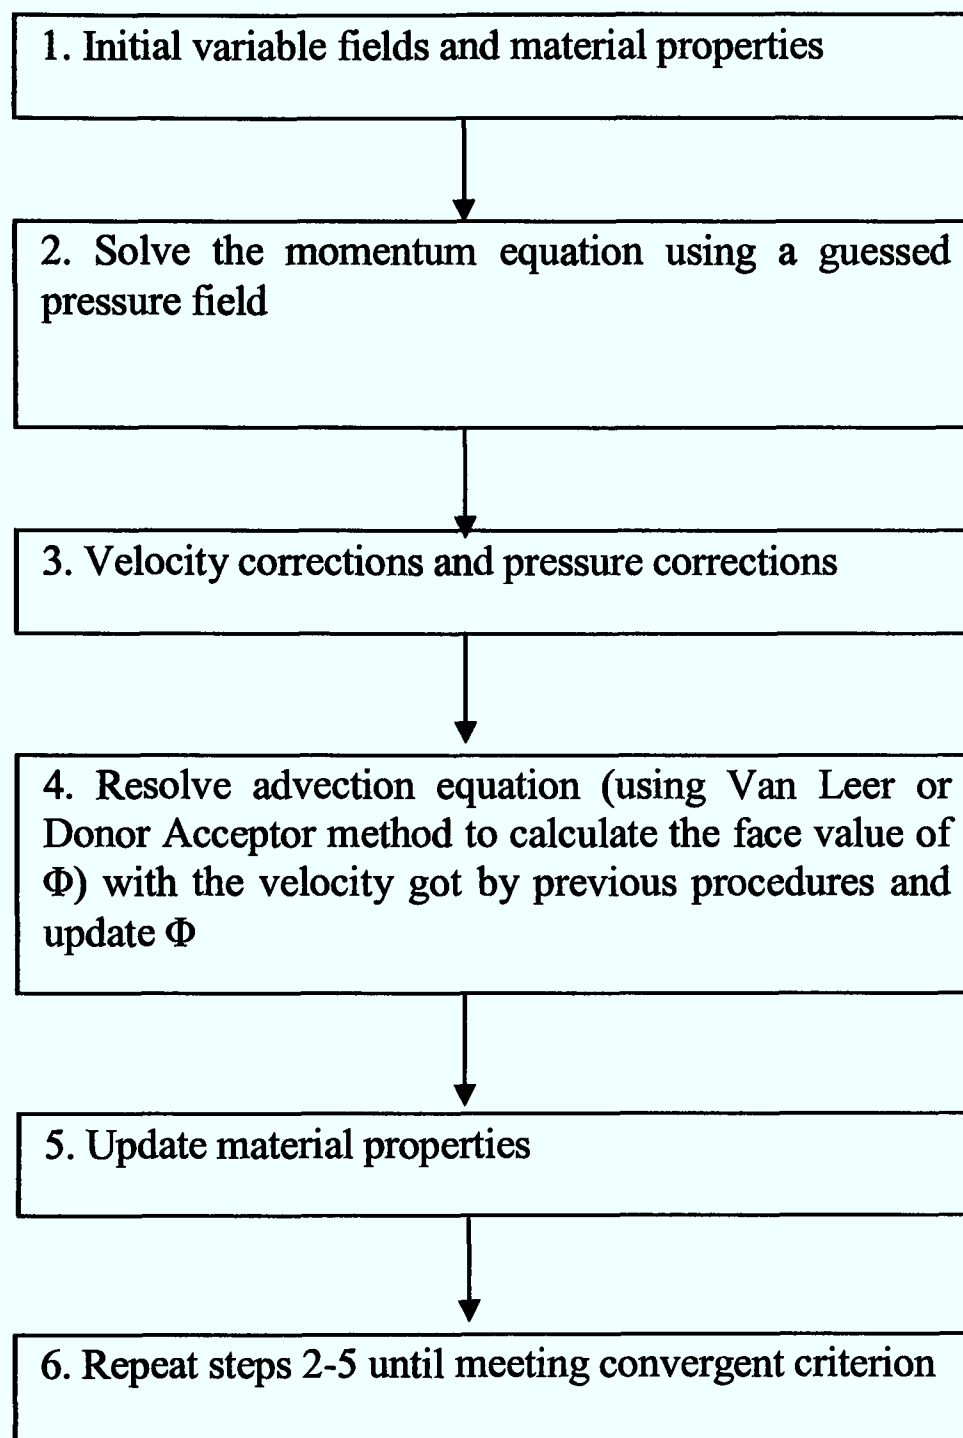 1. Initial variable fields and material properties
2. Solve the momentum equation using a guessed
pressure field
3. Velocity corrections and pressure corrections
4. Resolve advection equation (using Van Leer or
Donor Acceptor method to calculate the face value of
Φ) with the velocity got by previous procedures and
update Φ
5. Update material properties
6. Repeat steps 2-5 until meeting convergent criterion